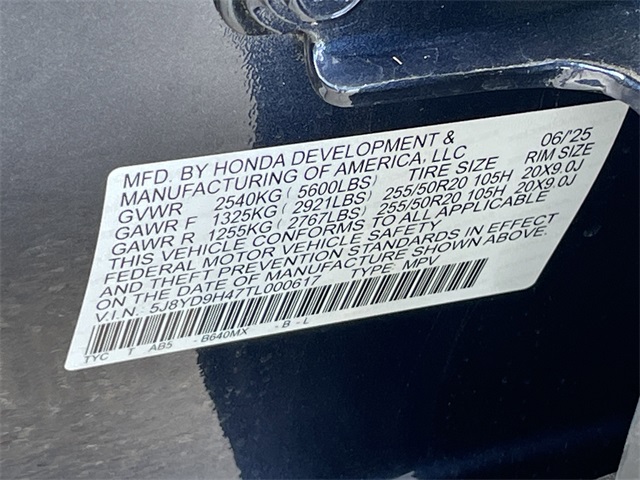 MFD. BY HONDA DEVELOPMENT & 06/'25
MANUFACTURING OF AMERICA, LLC
GVWR 2540KG ( 5600LBS) TIRE SIZE RIM SIZE
GAWR F 1325KG ( 2921LBS) 255/50R20 105H 20X9.0J
GAWR R 1255KG ( 2767LBS) 255/50R20 105H 20X9.0J
THIS VEHICLE CONFORMS TO ALL APPLICABLE
FEDERAL MOTOR VEHICLE SAFETY
AND THEFT PREVENTION STANDARDS IN EFFECT
ON THE DATE OF MANUFACTURE SHOWN ABOVE.
V.I.N. 5J8YD9H47TL000617 TYPE: MPV
TYC T AB5 - B640MX - B - L